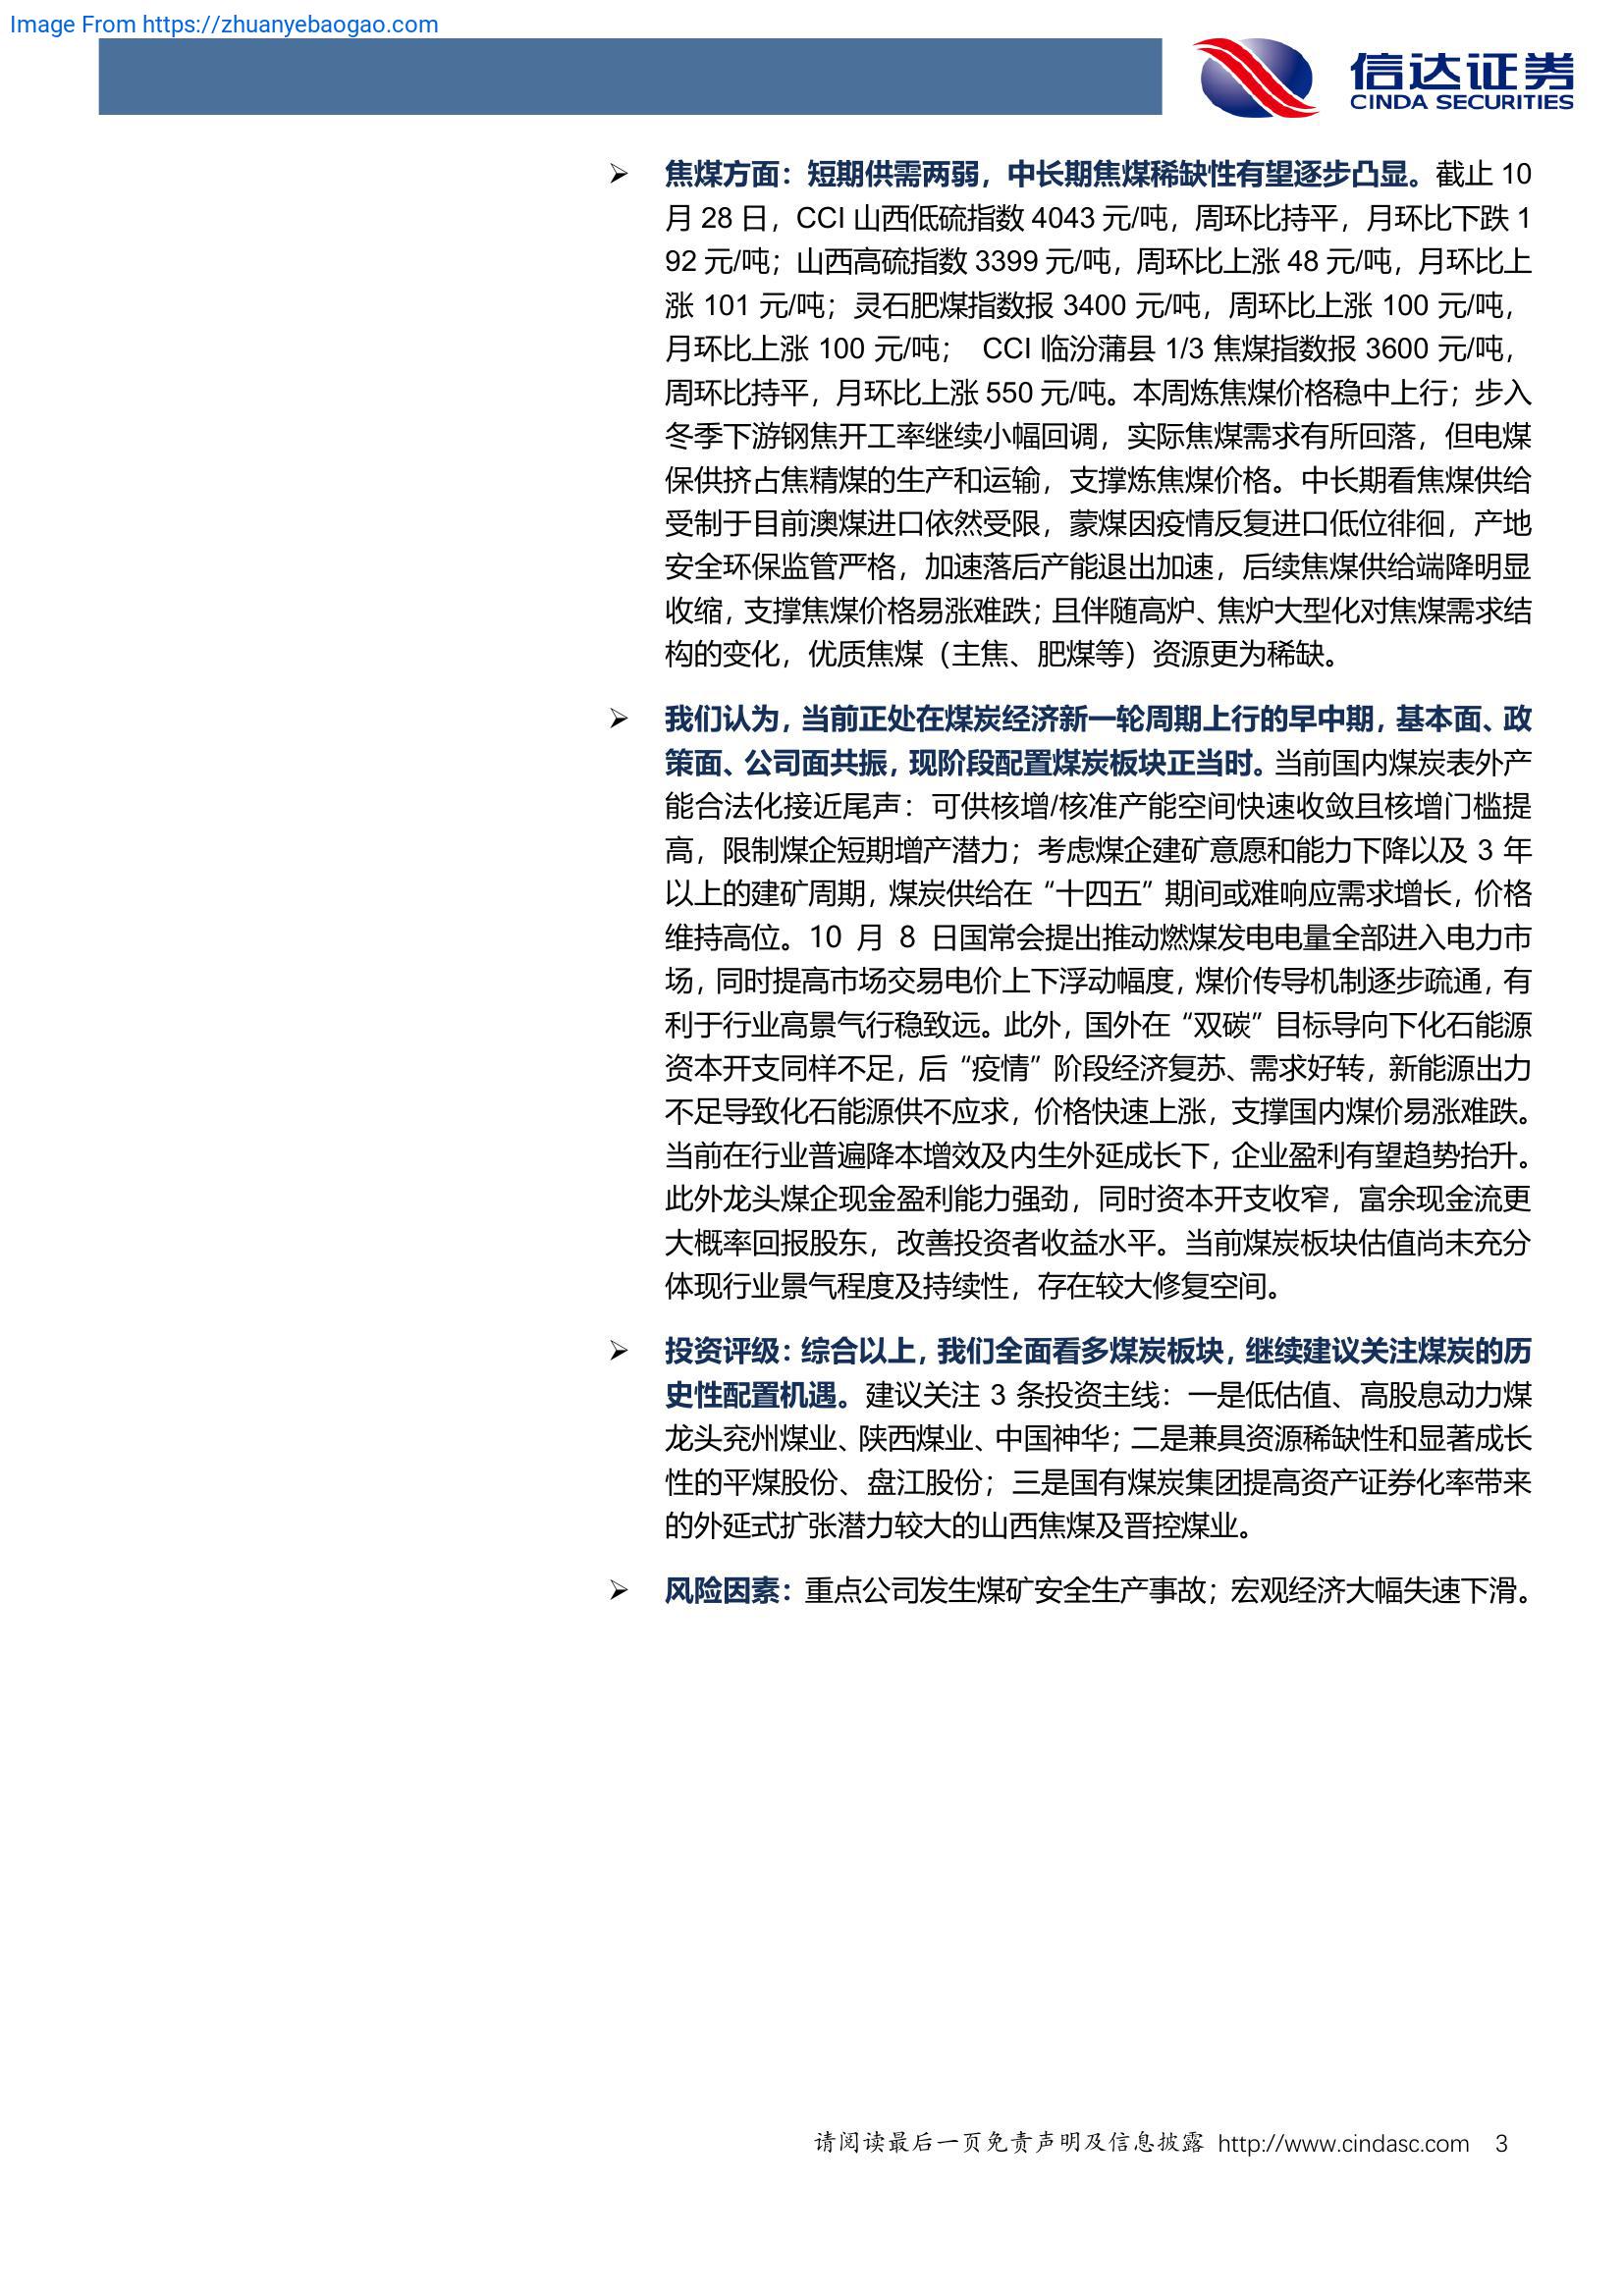 Image From https://zhuanyebaogao.com
信达证券
CINDA SECURITIES
➢ 焦煤方面：短期供需两弱，中长期焦煤稀缺性有望逐步凸显。截止 10
月 28 日，CCI 山西低硫指数 4043 元/吨，周环比持平，月环比下跌 1
92 元/吨；山西高硫指数 3399 元/吨，周环比上涨 48 元/吨，月环比上
涨 101 元/吨；灵石肥煤指数报 3400 元/吨，周环比上涨 100 元/吨，
月环比上涨 100 元/吨； CCI 临汾蒲县 1/3 焦煤指数报 3600 元/吨，
周环比持平，月环比上涨 550 元/吨。本周炼焦煤价格稳中上行；步入
冬季下游钢焦开工率继续小幅回调，实际焦煤需求有所回落，但电煤
保供挤占焦精煤的生产和运输，支撑炼焦煤价格。中长期看焦煤供给
受制于目前澳煤进口依然受限，蒙煤因疫情反复进口低位徘徊，产地
安全环保监管严格，加速落后产能退出加速，后续焦煤供给端降明显
收缩，支撑焦煤价格易涨难跌；且伴随高炉、焦炉大型化对焦煤需求结
构的变化，优质焦煤（主焦、肥煤等）资源更为稀缺。
➢ 我们认为，当前正处在煤炭经济新一轮周期上行的早中期，基本面、政
策面、公司面共振，现阶段配置煤炭板块正当时。当前国内煤炭表外产
能合法化接近尾声：可供核增/核准产能空间快速收敛且核增门槛提
高，限制煤企短期增产潜力；考虑煤企建矿意愿和能力下降以及 3 年
以上的建矿周期，煤炭供给在“十四五”期间或难响应需求增长，价格
维持高位。10 月 8 日国常会提出推动燃煤发电电量全部进入电力市
场，同时提高市场交易电价上下浮动幅度，煤价传导机制逐步疏通，有
利于行业高景气行稳致远。此外，国外在“双碳”目标导向下化石能源
资本开支同样不足，后“疫情”阶段经济复苏、需求好转，新能源出力
不足导致化石能源供不应求，价格快速上涨，支撑国内煤价易涨难跌。
当前在行业普遍降本增效及内生外延成长下，企业盈利有望趋势抬升。
此外龙头煤企现金盈利能力强劲，同时资本开支收窄，富余现金流更
大概率回报股东，改善投资者收益水平。当前煤炭板块估值尚未充分
体现行业景气程度及持续性，存在较大修复空间。
➢ 投资评级：综合以上，我们全面看多煤炭板块，继续建议关注煤炭的历
史性配置机遇。建议关注 3 条投资主线：一是低估值、高股息动力煤
龙头兖州煤业、陕西煤业、中国神华；二是兼具资源稀缺性和显著成长
性的平煤股份、盘江股份；三是国有煤炭集团提高资产证券化率带来
的外延式扩张潜力较大的山西焦煤及晋控煤业。
➢ 风险因素：重点公司发生煤矿安全生产事故；宏观经济大幅失速下滑。
请阅读最后一页免责声明及信息披露 http://www.cindasc.com 3